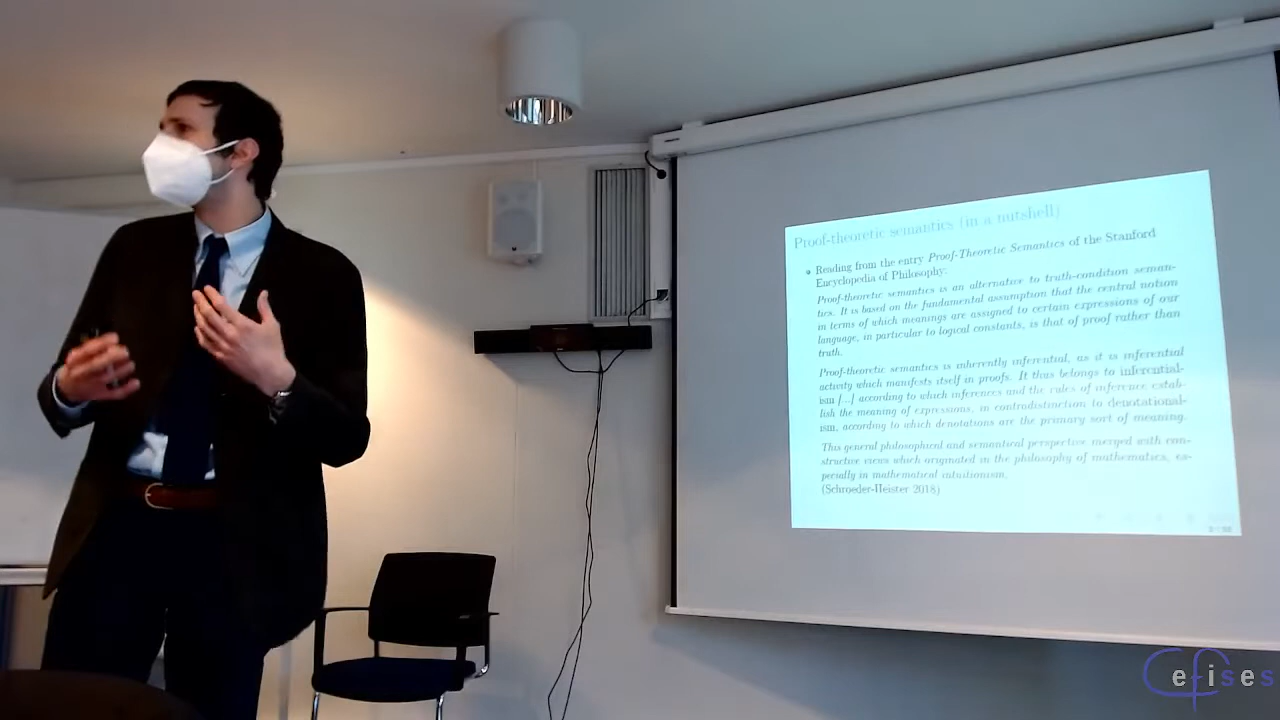 Proof-theoretic semantics (in a nutshell)
Reading from the entry Proof-Theoretic Semantics of the Stanford
Encyclopedia of Philosophy:
Proof-theoretic semantics is an alternative to truth-condition seman-
tics. It is based on the fundamental assumption that the central notion
in terms of which meanings are assigned to certain expressions of our
language, in particular to logical constants, is that of proof rather than
truth.
Proof-theoretic semantics is inherently inferential, as it is inferential
activity which manifests itself in proofs. It thus belongs to inferential-
ism [...] according to which inferences and the rules of inference estab-
lish the meaning of expressions, in contradistinction to denotational-
ism, according to which denotations are the primary sort of meaning.
This general philosophical and semantical perspective merged with con-
structive views which originated in the philosophy of mathematics, es-
pecially in mathematical intuitionism.
(Schroeder-Heister 2018)
Cefises